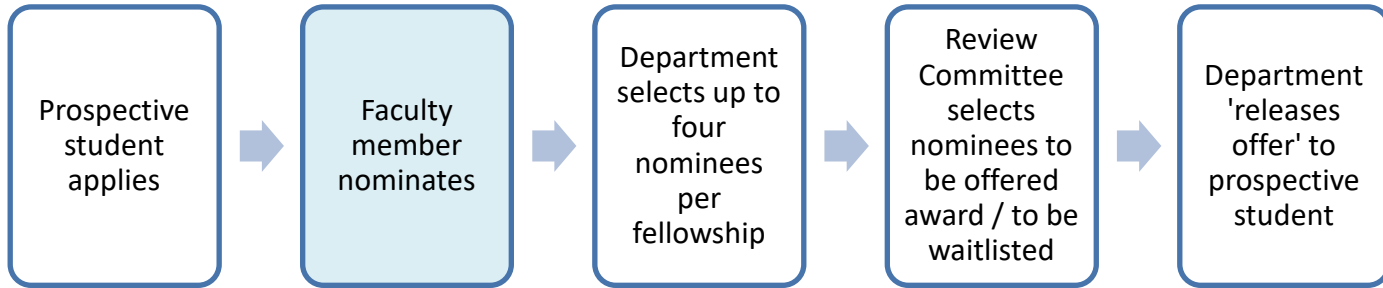 Prospective
student
applies
Faculty
member
nominates
Department
selects up to
four
nominees
per
fellowship
Review
Committee
selects
nominees to
be offered
award / to be
waitlisted
Department
'releases
offer' to
prospective
student